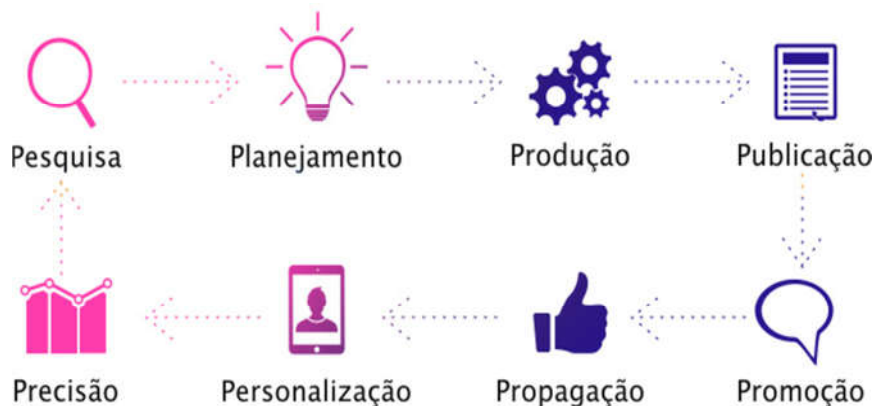 Pesquisa
Planejamento
Produção
Publicação
Precisão
Personalização
Propagação
Promoção